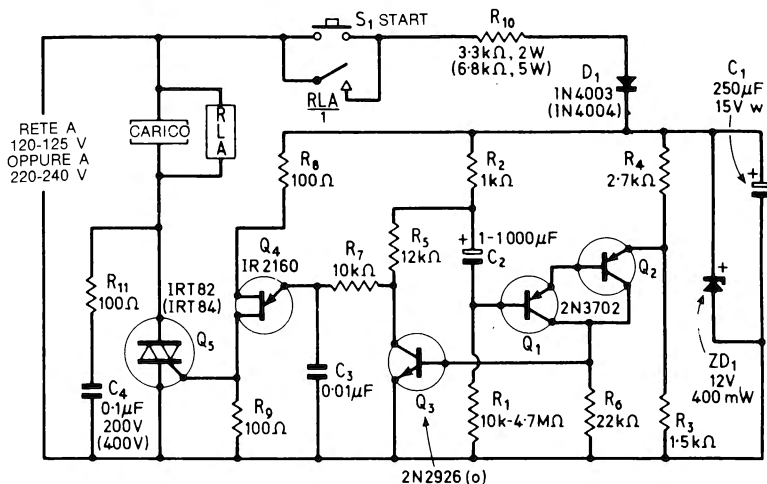 S1 START
R10
3.3kΩ, 2W
(6.8kΩ, 5W)
RLA
1
D1
1N4003
(1N4004)
C1
250µF
15V w
+
RETE A
120-125 V
OPPURE A
220-240 V
CARICO
RLA
R8
100Ω
R2
1kΩ
R4
2.7kΩ
Q4
IR2160
R7
10kΩ
R5
12kΩ
+
1-1000µF
C2
Q2
2N3702
Q1
R11
100Ω
IRT82
(IRT84)
Q5
C4
0.1µF
200V
(400V)
R9
100Ω
C3
0.01µF
Q3
R1
10k-4.7MΩ
R6
22kΩ
R3
1.5kΩ
+
ZD1
12V
400mW
2N2926 (o)